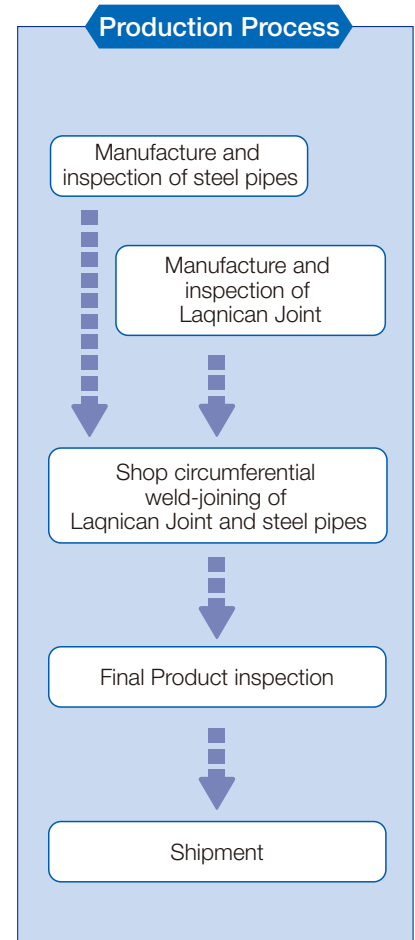 Production Process
Manufacture and
inspection of steel pipes
Manufacture and
inspection of
Laqnican Joint
Shop circumferential
weld-joining of
Laqnican Joint and steel pipes
Final Product inspection
Shipment